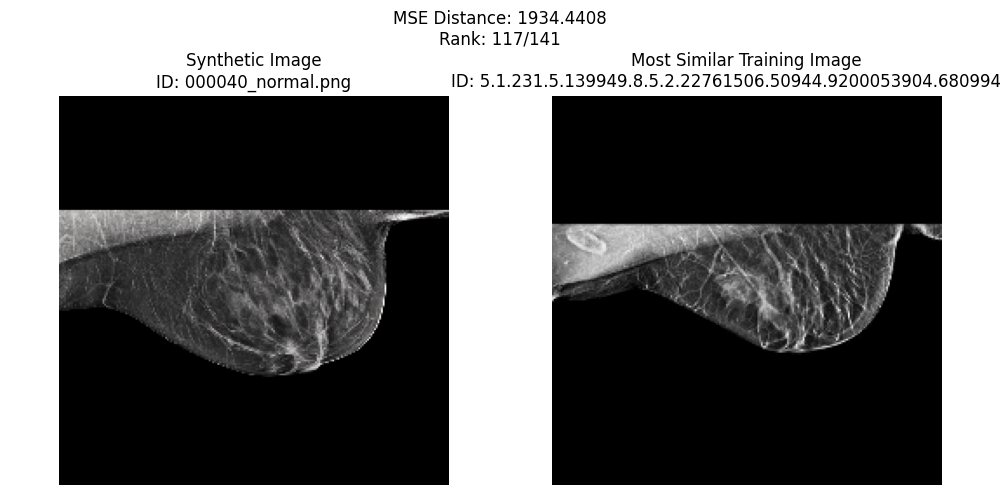 MSE Distance: 1934.4408
Rank: 117/141
Synthetic Image
ID: 000040_normal.png
Most Similar Training Image
ID: 5.1.231.5.139949.8.5.2.22761506.50944.9200053904.680994